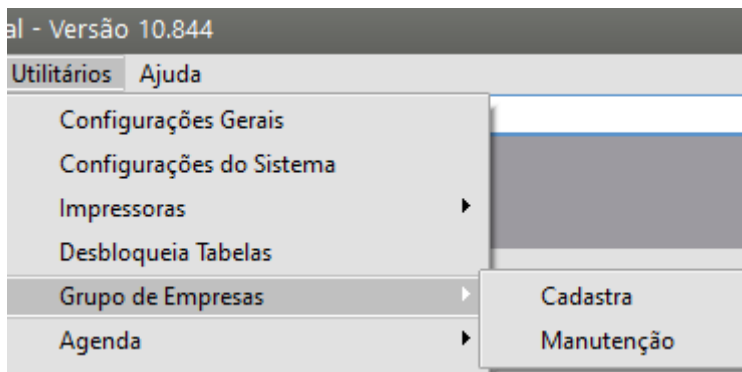 al - Versão 10.844
Utilitários Ajuda
Configurações Gerais
Configurações do Sistema
Impressoras
Desbloqueia Tabelas
Grupo de Empresas
Cadastra
Agenda
Manutenção